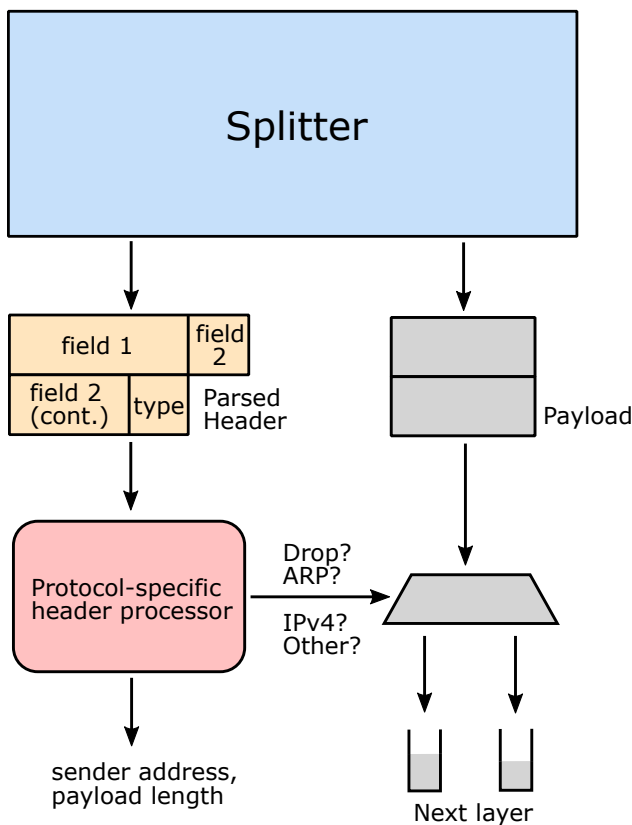 Splitter
field 1
field
2
field 2
(cont.)
type
Parsed
Header
Payload
Protocol-specific
header processor
Drop?
ARP?
IPv4?
Other?
sender address,
payload length
Next layer